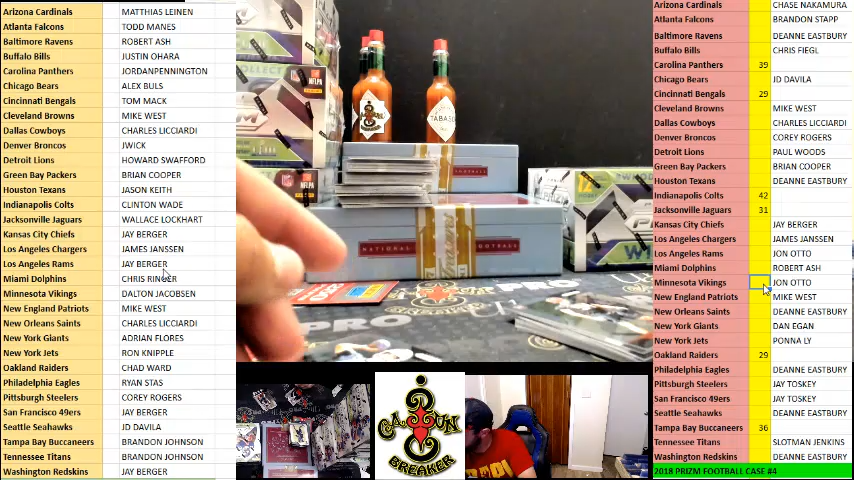 Arizona Cardinals MATTHIAS LEINEN
Atlanta Falcons TODD MANES
Baltimore Ravens ROBERT ASH
Buffalo Bills JUSTIN OHARA
Carolina Panthers JORDANPENNINGTON
Chicago Bears ALEX BULS
Cincinnati Bengals TOM MACK
Cleveland Browns MIKE WEST
Dallas Cowboys CHARLES LICCIARDI
Denver Broncos JWICK
Detroit Lions HOWARD SWAFFORD
Green Bay Packers BRIAN COOPER
Houston Texans JASON KEITH
Indianapolis Colts CLINTON WADE
Jacksonville Jaguars WALLACE LOCKHART
Kansas City Chiefs JAY BERGER
Los Angeles Chargers JAMES JANSSEN
Los Angeles Rams JAY BERGER
Miami Dolphins CHRIS RINGER
Minnesota Vikings DALTON JACOBSEN
New England Patriots MIKE WEST
New Orleans Saints CHARLES LICCIARDI
New York Giants ADRIAN FLORES
New York Jets RON KNIPPLE
Oakland Raiders CHAD WARD
Philadelphia Eagles RYAN STAS
Pittsburgh Steelers COREY ROGERS
San Francisco 49ers JAY BERGER
Seattle Seahawks JD DAVILA
Tampa Bay Buccaneers BRANDON JOHNSON
Tennessee Titans BRANDON JOHNSON
Washington Redskins JAY BERGER
TABASCO
NATIONAL FOOTBALL
PRO
CAJUN
BREAKER
Arizona Cardinals CHASE NAKAMURA
Atlanta Falcons BRANDON STAPP
Baltimore Ravens DEANNE EASTBURY
Buffalo Bills CHRIS FIEGL
Carolina Panthers 39
Chicago Bears JD DAVILA
Cincinnati Bengals 29
Cleveland Browns MIKE WEST
Dallas Cowboys CHARLES LICCIARDI
Denver Broncos COREY ROGERS
Detroit Lions PAUL WOODS
Green Bay Packers BRIAN COOPER
Houston Texans DEANNE EASTBURY
Indianapolis Colts 42
Jacksonville Jaguars 31
Kansas City Chiefs JAY BERGER
Los Angeles Chargers JAMES JANSSEN
Los Angeles Rams JON OTTO
Miami Dolphins ROBERT ASH
Minnesota Vikings JON OTTO
New England Patriots MIKE WEST
New Orleans Saints DEANNE EASTBURY
New York Giants DAN EGAN
New York Jets PONNA LY
Oakland Raiders 29
Philadelphia Eagles DEANNE EASTBURY
Pittsburgh Steelers JAY TOSKEY
San Francisco 49ers JAY TOSKEY
Seattle Seahawks DEANNE EASTBURY
Tampa Bay Buccaneers 36
Tennessee Titans SLOTMAN JENKINS
Washington Redskins DEANNE EASTBURY
2018 PRIZM FOOTBALL CASE #4